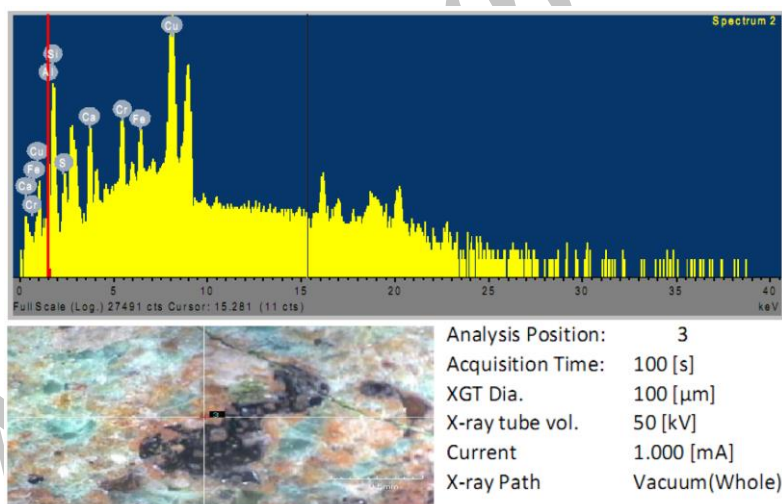 Spectrum 2
Cu
Si
Al
Ca
Cr
Fe
Cu
S
Fe
Ca
Cr
0 5 10 15 20 25 30 35 40
Full Scale (Log.) 27491 cts Cursor: 15.281 (11 cts) keV
3
Analysis Position: 3
Acquisition Time: 100 [s]
XGT Dia. 100 [µm]
X-ray tube vol. 50 [kV]
Current 1.000 [mA]
X-ray Path Vacuum(Whole)